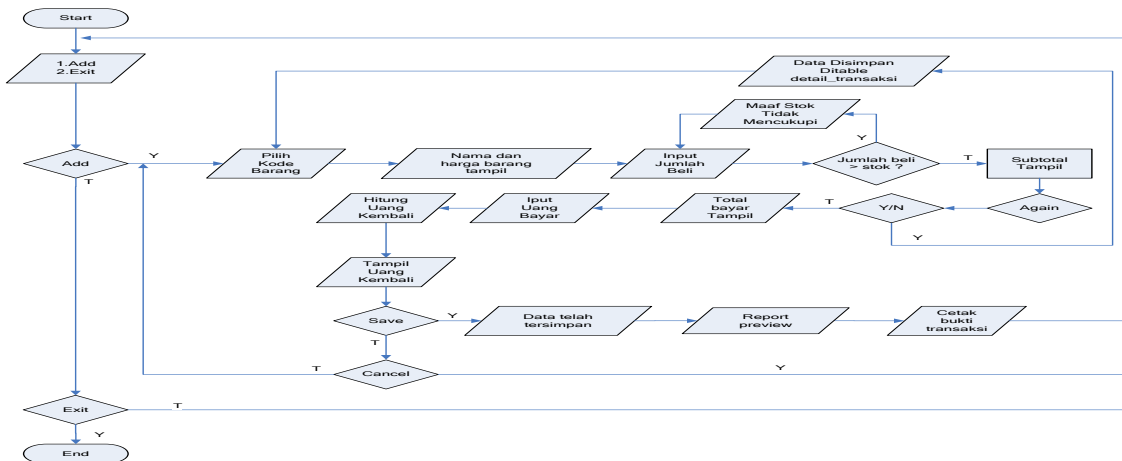 Start
1.Add
2.Exit
Data Disimpan
Ditable
detail_transaksi
Maaf Stok
Tidak
Mencukupi
Y
Add
Y
T
Pilih
Kode
Barang
Nama dan
harga barang
tampil
Input
Jumlah
Beli
Jumlah beli
> stok ?
T
Subtotal
Tampil
Hitung
Uang
Kembali
Iput
Uang
Bayar
Total
bayar
Tampil
T
Y/N
Again
Y
Tampil
Uang
Kembali
Save
Y
Data telah
tersimpan
Report
preview
Cetak
bukti
transaksi
T
T
Cancel
Y
Exit
T
Y
End